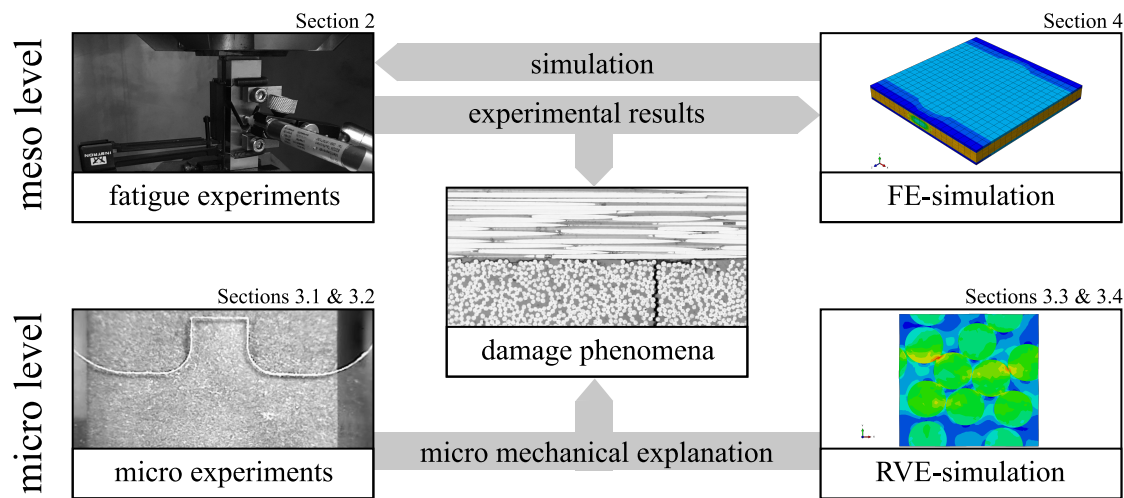 Section 2
Section 4
meso level
simulation
experimental results
fatigue experiments
FE-simulation
INSTRON
Sections 3.1 & 3.2
Sections 3.3 & 3.4
damage phenomena
micro level
micro mechanical explanation
micro experiments
RVE-simulation